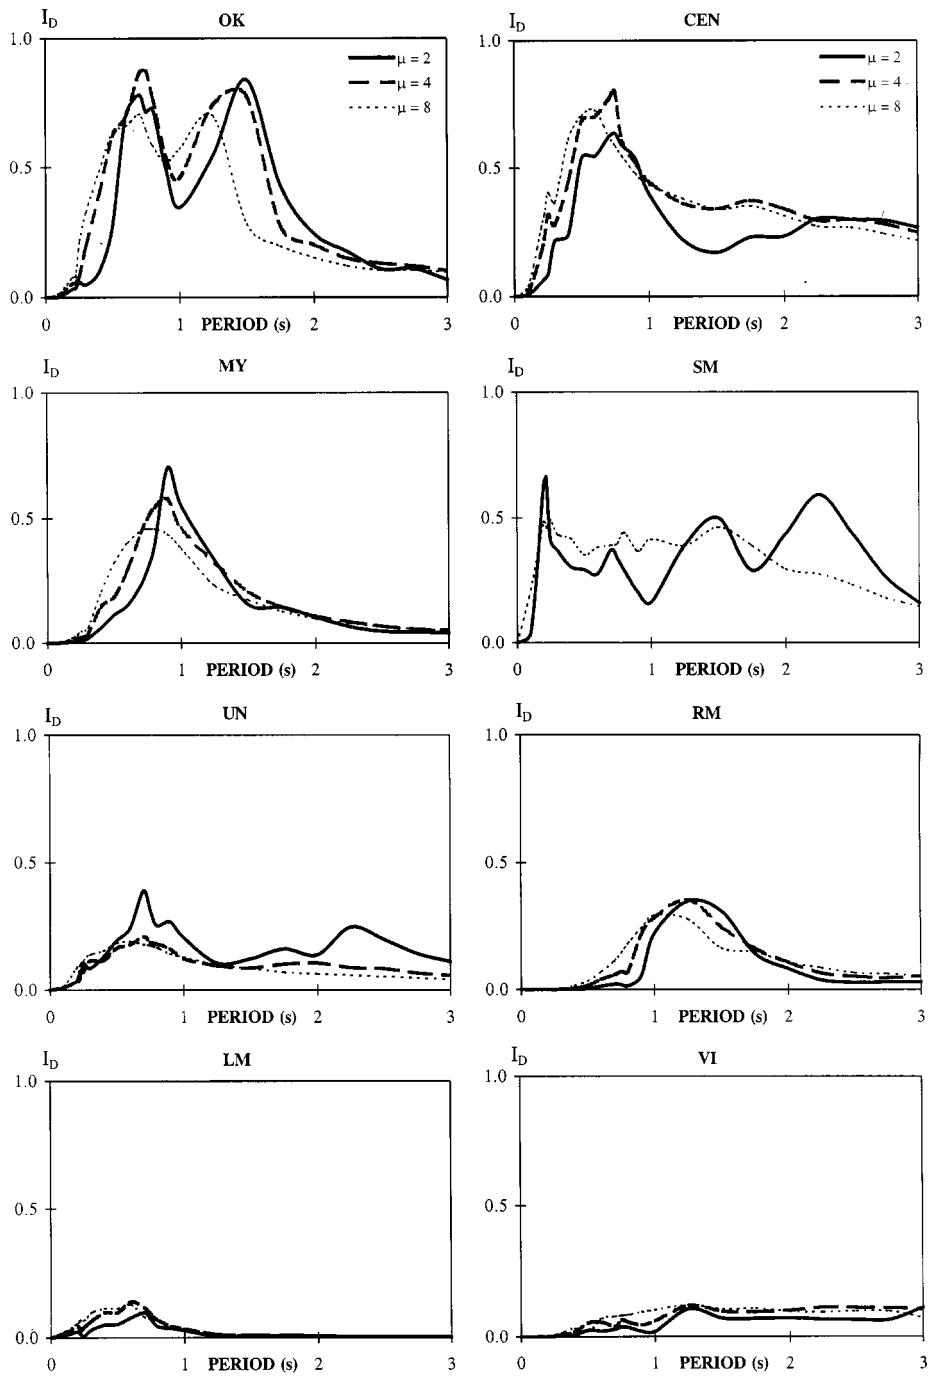 I_D OK
1.0
0.5
0.0
μ = 2
μ = 4
μ = 8
0 1 PERIOD (s) 2 3
I_D CEN
1.0
0.5
0.0
μ = 2
μ = 4
μ = 8
0 1 PERIOD (s) 2 3
I_D MY
1.0
0.5
0.0
0 1 PERIOD (s) 2 3
I_D SM
1.0
0.5
0.0
0 1 PERIOD (s) 2 3
I_D UN
1.0
0.5
0.0
0 1 PERIOD (s) 2 3
I_D RM
1.0
0.5
0.0
0 1 PERIOD (s) 2 3
I_D LM
1.0
0.5
0.0
0 1 PERIOD (s) 2 3
I_D VI
1.0
0.5
0.0
0 1 PERIOD (s) 2 3